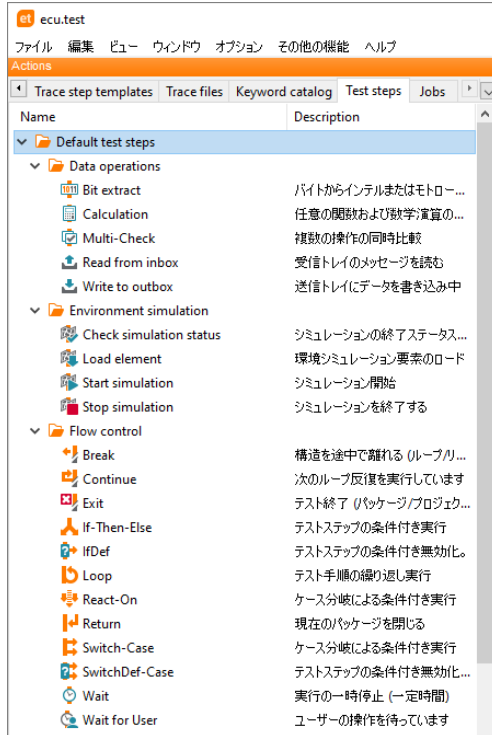 et ecu.test
ファイル 編集 ビュー ウィンドウ オプション その他の機能 ヘルプ
Actions
Trace step templates Trace files Keyword catalog Test steps Jobs
Name Description
Default test steps
Data operations
1011 Bit extract バイトからインテルまたはモトロー...
Calculation 任意の関数および数学演算の...
Multi-Check 複数の操作の同時比較
Read from inbox 受信トレイのメッセージを読む
Write to outbox 送信トレイにデータを書き込み中
Environment simulation
Check simulation status シミュレーションの終了ステータス...
Load element 環境シミュレーション要素のロード
Start simulation シミュレーション開始
Stop simulation シミュレーションを終了する
Flow control
Break 構造を途中で離れる (ループ/リ...
Continue 次のループ反復を実行しています
Exit テスト終了 (パッケージ/プロジェク...
If-Then-Else テストステップの条件付き実行
IfDef テストステップの条件付き無効化。
Loop テスト手順の繰り返し実行
React-On ケース分岐による条件付き実行
Return 現在のパッケージを閉じる
Switch-Case ケース分岐による条件付き実行
SwitchDef-Case テストステップの条件付き無効化...
Wait 実行の一時停止 (一定時間)
Wait for User ユーザーの操作を待っています